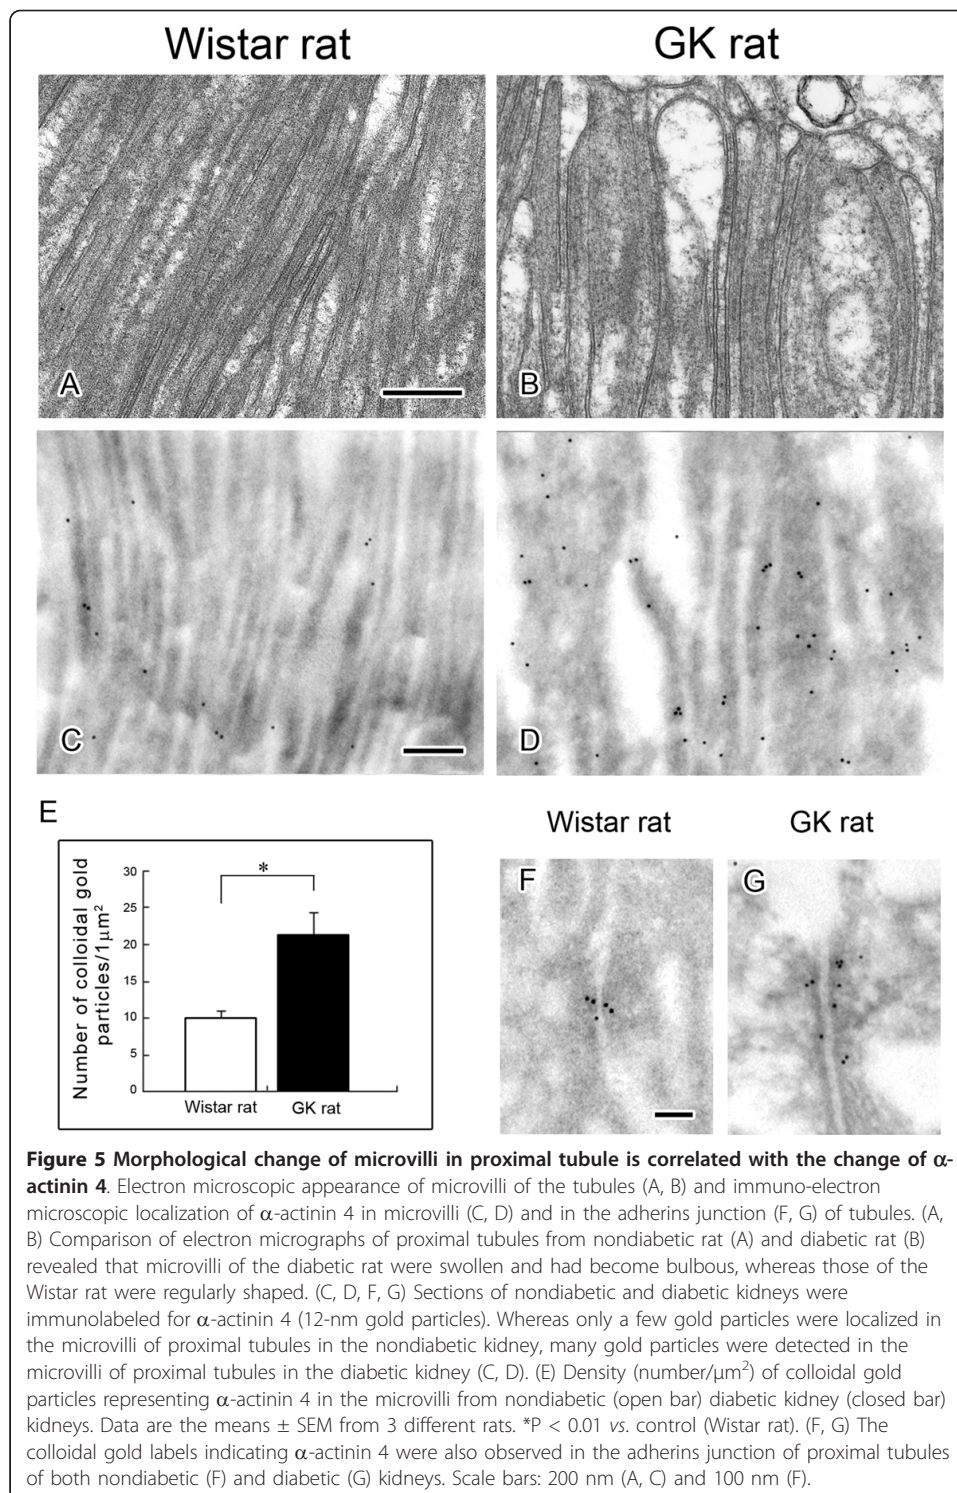 Wistar rat GK rat
A B
C D
E
Wistar rat GK rat
F G
Number of colloidal gold
particles/1μm²
30
25
20
15
10
5
0
*
Wistar rat GK rat
Figure 5 Morphological change of microvilli in proximal tubule is correlated with the change of α-
actinin 4. Electron microscopic appearance of microvilli of the tubules (A, B) and immuno-electron
microscopic localization of α-actinin 4 in microvilli (C, D) and in the adherins junction (F, G) of tubules. (A,
B) Comparison of electron micrographs of proximal tubules from nondiabetic rat (A) and diabetic rat (B)
revealed that microvilli of the diabetic rat were swollen and had become bulbous, whereas those of the
Wistar rat were regularly shaped. (C, D, F, G) Sections of nondiabetic and diabetic kidneys were
immunolabeled for α-actinin 4 (12-nm gold particles). Whereas only a few gold particles were localized in
the microvilli of proximal tubules in the nondiabetic kidney, many gold particles were detected in the
microvilli of proximal tubules in the diabetic kidney (C, D). (E) Density (number/μm²) of colloidal gold
particles representing α-actinin 4 in the microvilli from nondiabetic (open bar) diabetic kidney (closed bar)
kidneys. Data are the means ± SEM from 3 different rats. *P < 0.01 vs. control (Wistar rat). (F, G) The
colloidal gold labels indicating α-actinin 4 were also observed in the adherins junction of proximal tubules
of both nondiabetic (F) and diabetic (G) kidneys. Scale bars: 200 nm (A, C) and 100 nm (F).